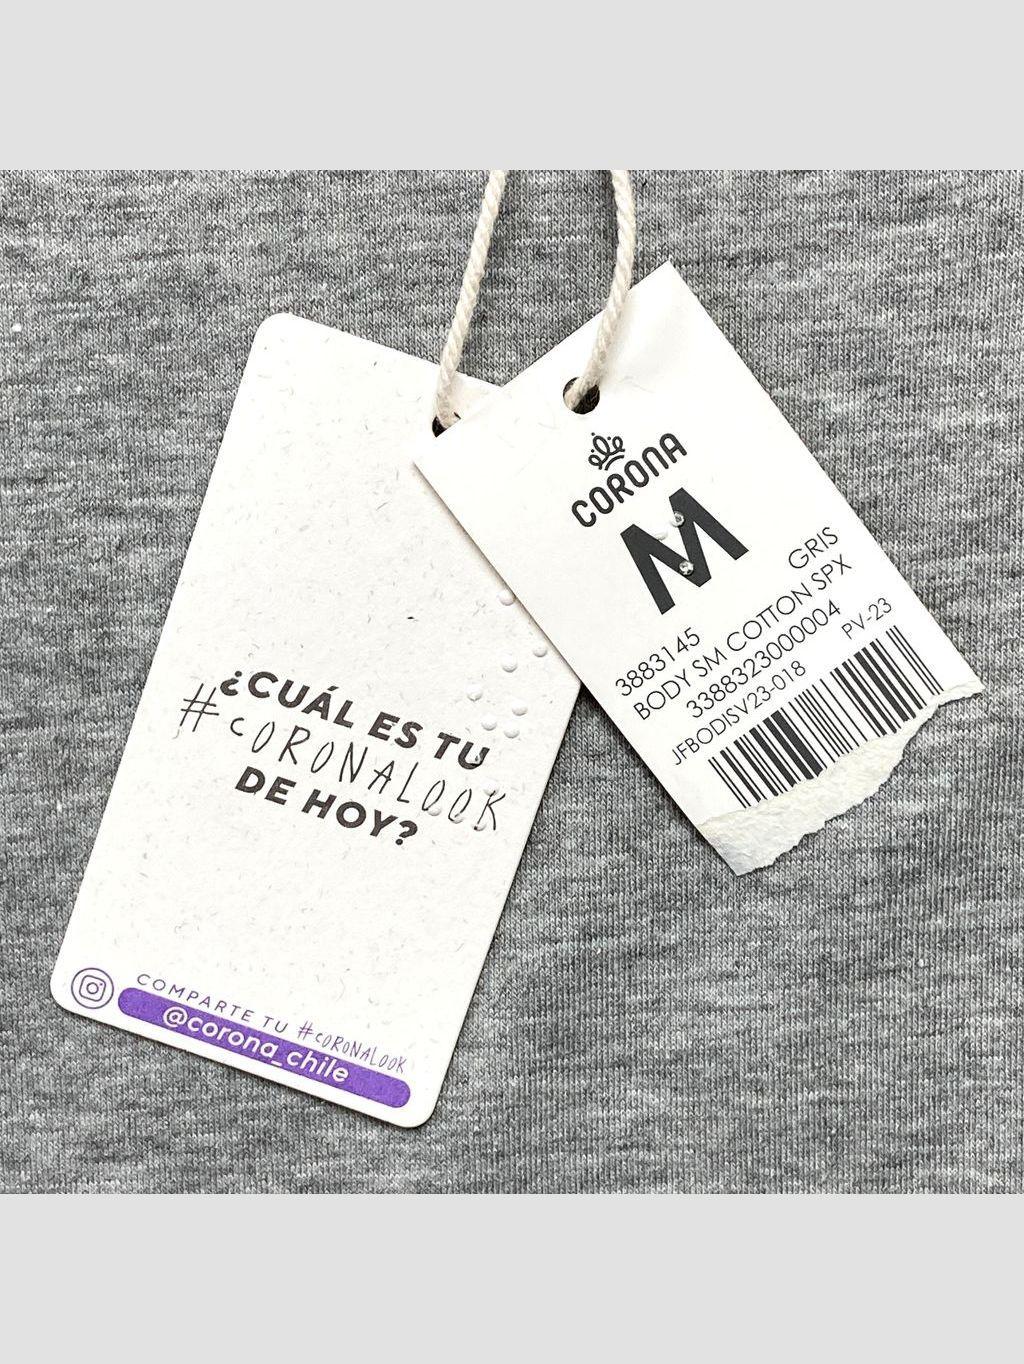 ¿CUÁL ES TU
#CORONALOOK
DE HOY?
COMPARTE TU #CORONALOOK
@corona_chile
CORONA
M
GRIS
3883145
BODY SM COTTON SPX
3388323000004
JFBODISV23-018 PV-23